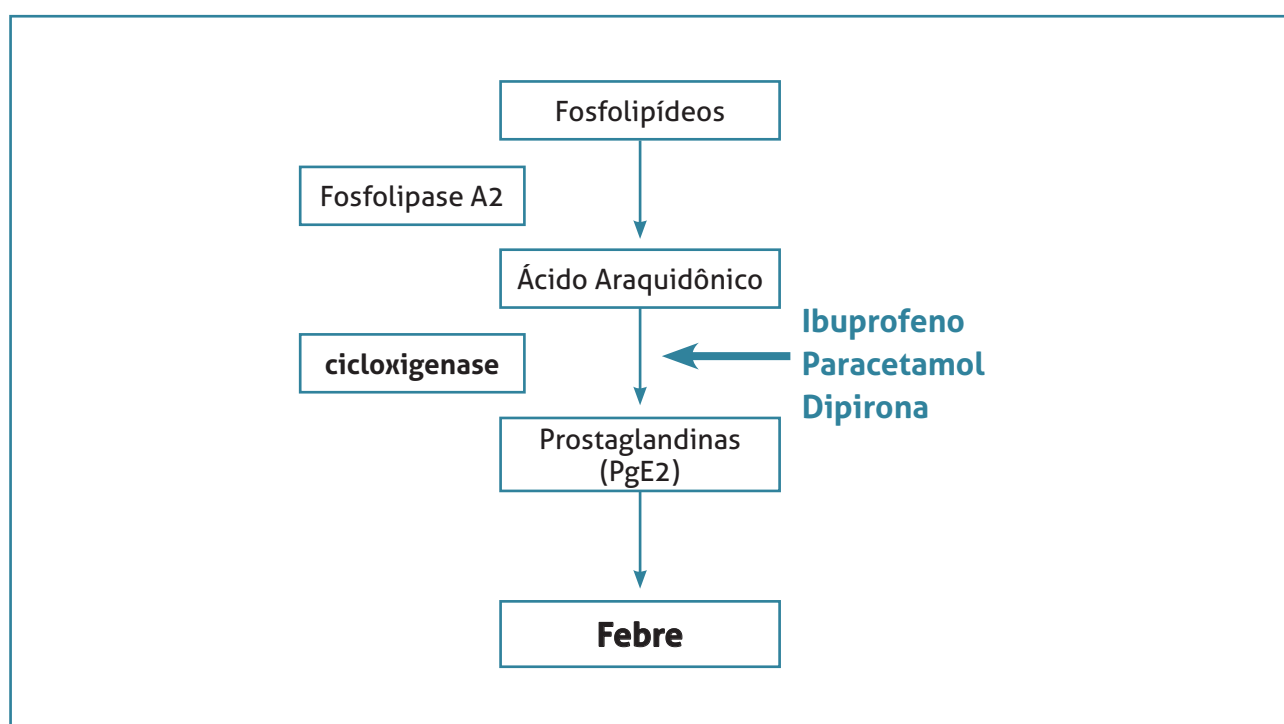 Fosfolipídeos
Fosfolipase A2
Ácido Araquidônico
cicloxigenase
Ibuprofeno
Paracetamol
Dipirona
Prostaglandinas
(PgE2)
Febre